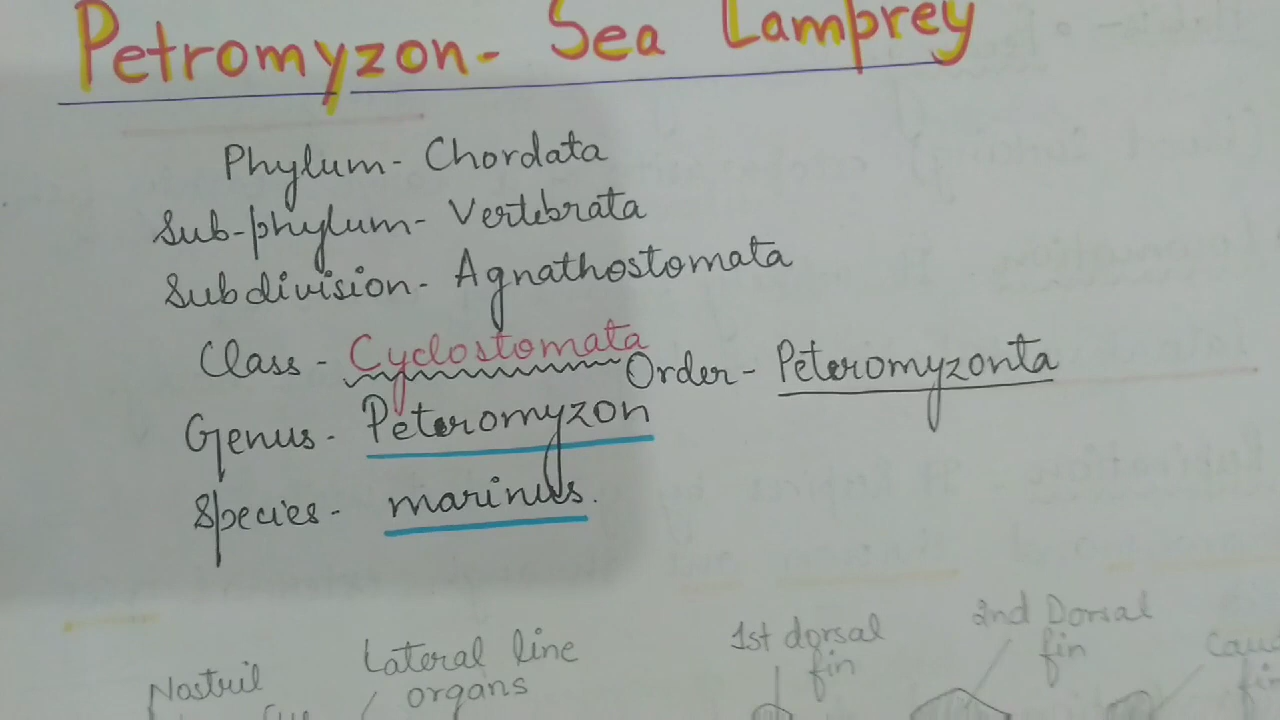 Petromyzon- Sea Lamprey
Phylum- Chordata
Sub-phylum- Vertebrata
Subdivision- Agnathostomata
Class- Cyclostomata
Order- Peteromyzonta
Genus- Peteromyzon
Species- marinus.
1st dorsal fin
2nd Dorsal fin
Lateral line organs
Nostril